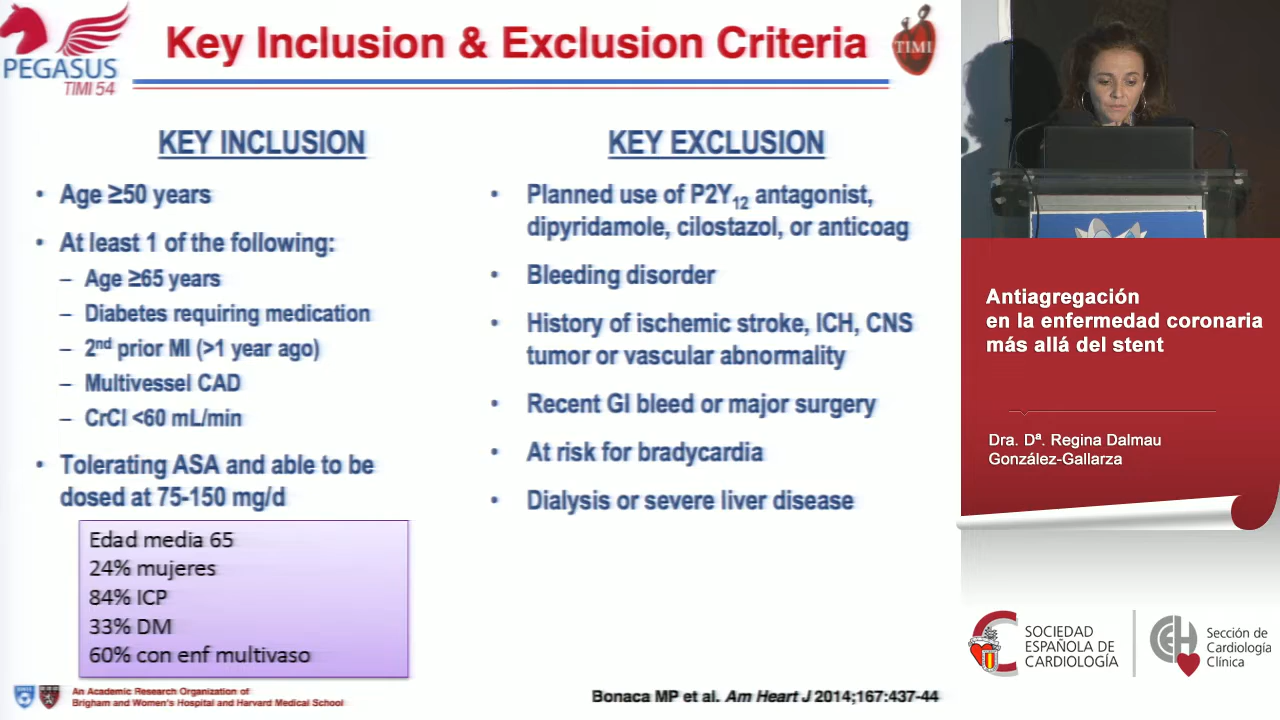 PEGASUS
TIMI 54
Key Inclusion & Exclusion Criteria
TIMI
KEY INCLUSION
• Age ≥50 years
• At least 1 of the following:
– Age ≥65 years
– Diabetes requiring medication
– 2nd prior MI (>1 year ago)
– Multivessel CAD
– CrCl <60 mL/min
• Tolerating ASA and able to be
dosed at 75-150 mg/d
Edad media 65
24% mujeres
84% ICP
33% DM
60% con enf multivaso
KEY EXCLUSION
• Planned use of P2Y12 antagonist,
dipyridamole, cilostazol, or anticoag
• Bleeding disorder
• History of ischemic stroke, ICH, CNS
tumor or vascular abnormality
• Recent GI bleed or major surgery
• At risk for bradycardia
• Dialysis or severe liver disease
An Academic Research Organization of
Brigham and Women's Hospital and Harvard Medical School
Bonaca MP et al. Am Heart J 2014;167:437-44
Antiagregación
en la enfermedad coronaria
más allá del stent
Dra. Dª. Regina Dalmau
González-Gallarza
SOCIEDAD
ESPAÑOLA DE
CARDIOLOGÍA
Sección de
Cardiología
Clínica